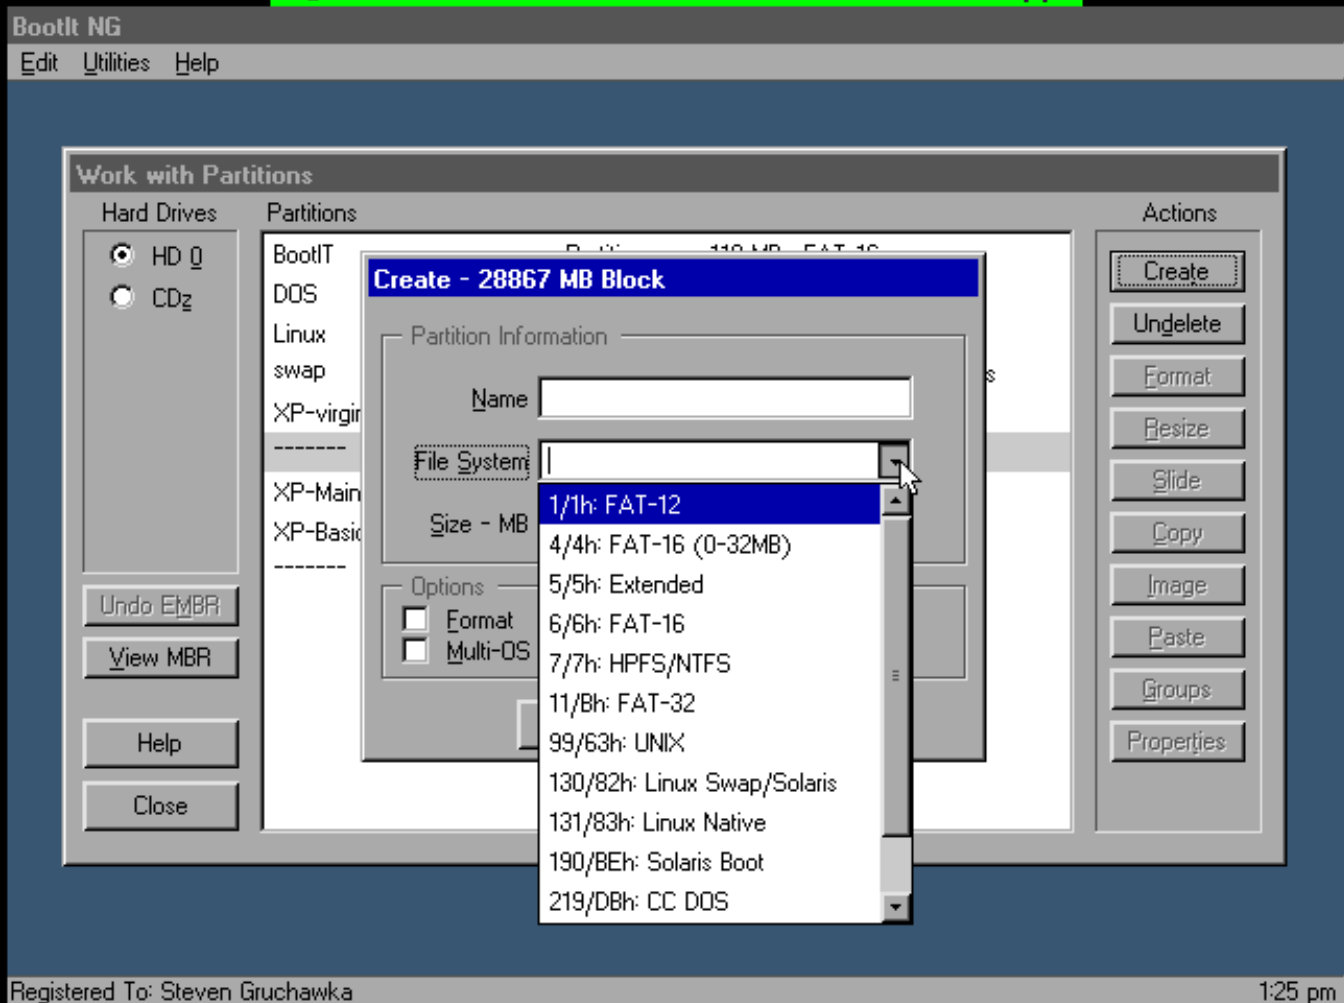 BootIt NG
Edit Utilities Help
Work with Partitions
Hard Drives Partitions Actions
HD 0
CDz
BootIT
DOS
Linux
swap
XP-virgin
-------
XP-Main
XP-Basic
-------
Create - 28867 MB Block
Partition Information
Name
File System
Size - MB
1/1h: FAT-12
4/4h: FAT-16 (0-32MB)
5/5h: Extended
6/6h: FAT-16
7/7h: HPFS/NTFS
11/Bh: FAT-32
99/63h: UNIX
130/82h: Linux Swap/Solaris
131/83h: Linux Native
190/BEh: Solaris Boot
219/DBh: CC DOS
Options
Format
Multi-OS
Undo EMBR
View MBR
Help
Close
Create
Undelete
Format
Resize
Slide
Copy
Image
Paste
Groups
Properties
Registered To: Steven Gruchawka 1:25 pm